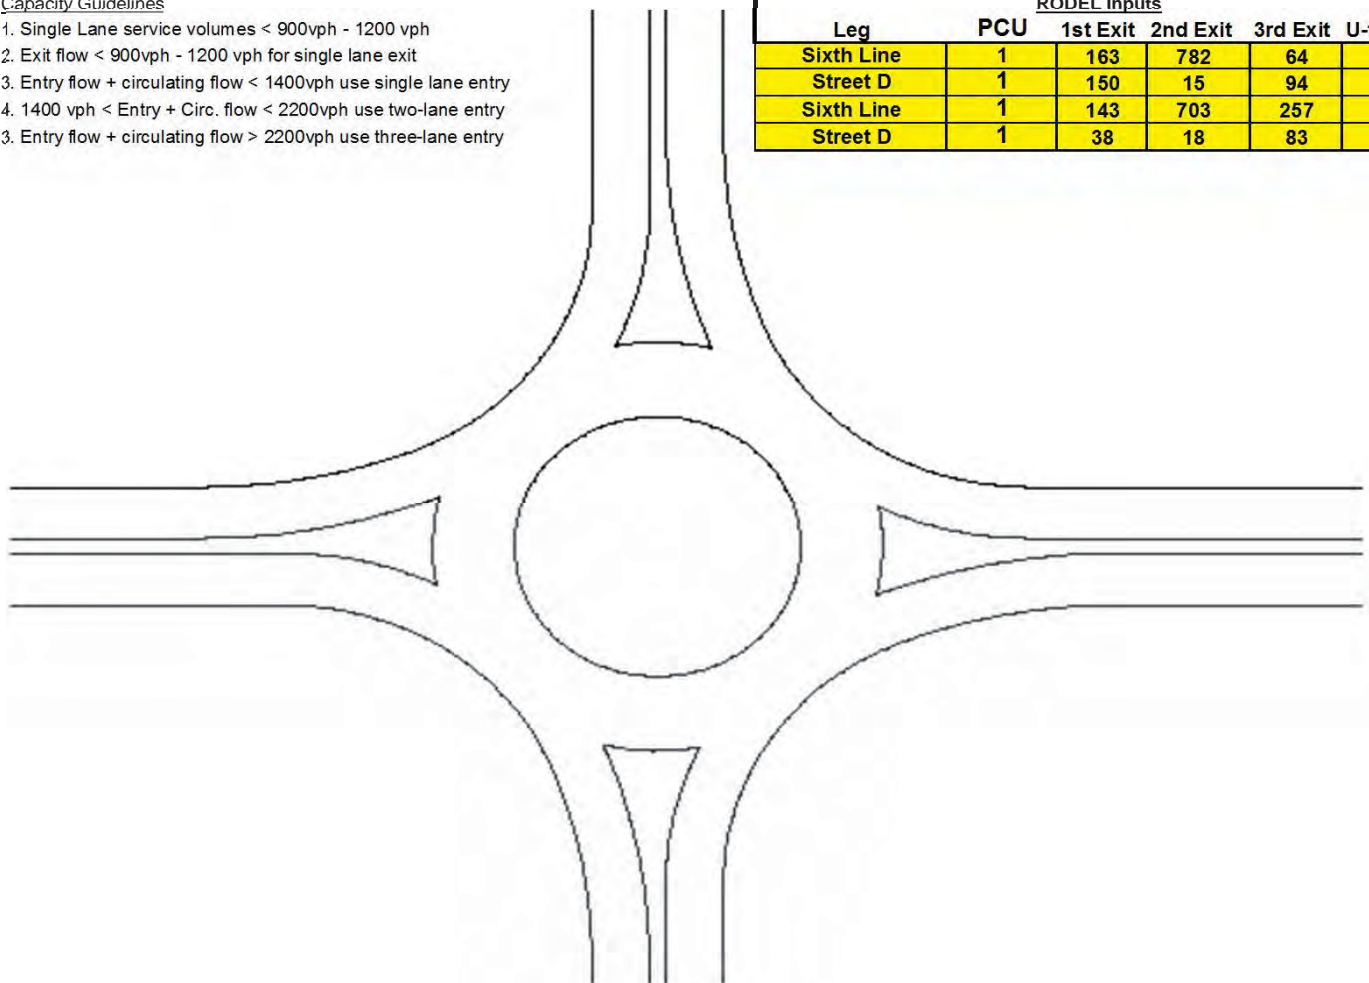 Capacity Guidelines
1. Single Lane service volumes < 900vph - 1200 vph
2. Exit flow < 900vph - 1200 vph for single lane exit
3. Entry flow + circulating flow < 1400vph use single lane entry
4. 1400 vph < Entry + Circ. flow < 2200vph use two-lane entry
3. Entry flow + circulating flow > 2200vph use three-lane entry
RODEL Inputs
Leg PCU 1st Exit 2nd Exit 3rd Exit U-
Sixth Line 1 163 782 64
Street D 1 150 15 94
Sixth Line 1 143 703 257
Street D 1 38 18 83